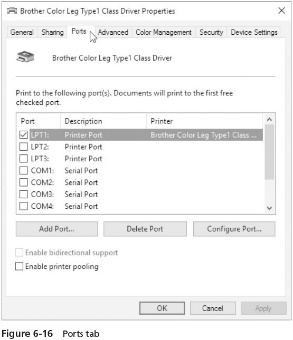 Brother Color Leg Type1 Class Driver Properties
General Sharing Ports Advanced Color Management Security Device Settings
Brother Color Leg Type1 Class Driver
Print to the following port(s). Documents will print to the first free
checked port.
Port Description Printer
LPT1: Printer Port Brother Color Leg Type1 Class ...
LPT2: Printer Port
LPT3: Printer Port
COM1: Serial Port
COM2: Serial Port
COM3: Serial Port
COM4: Serial Port
Add Port... Delete Port Configure Port...
Enable bidirectional support
Enable printer pooling
OK Cancel Apply
Figure 6-16 Ports tab